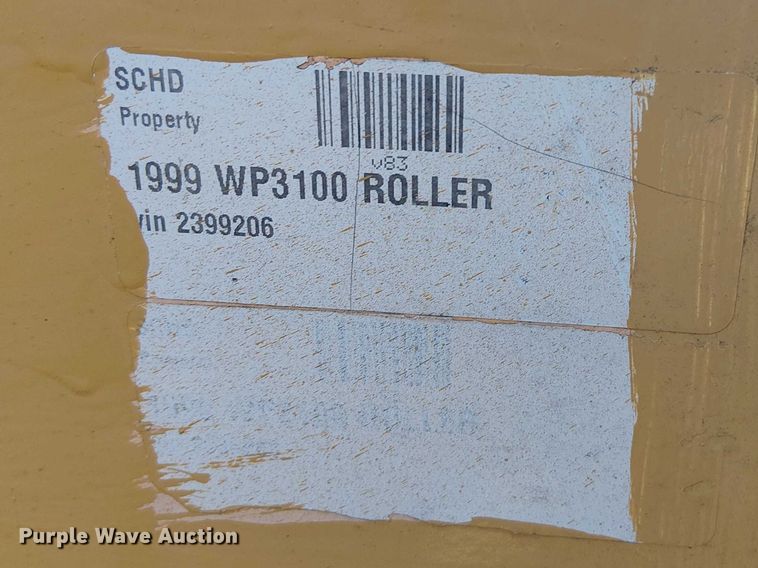 SCHD
Property
v83
1999 WP3100 ROLLER
vin 2399206
Purple Wave Auction